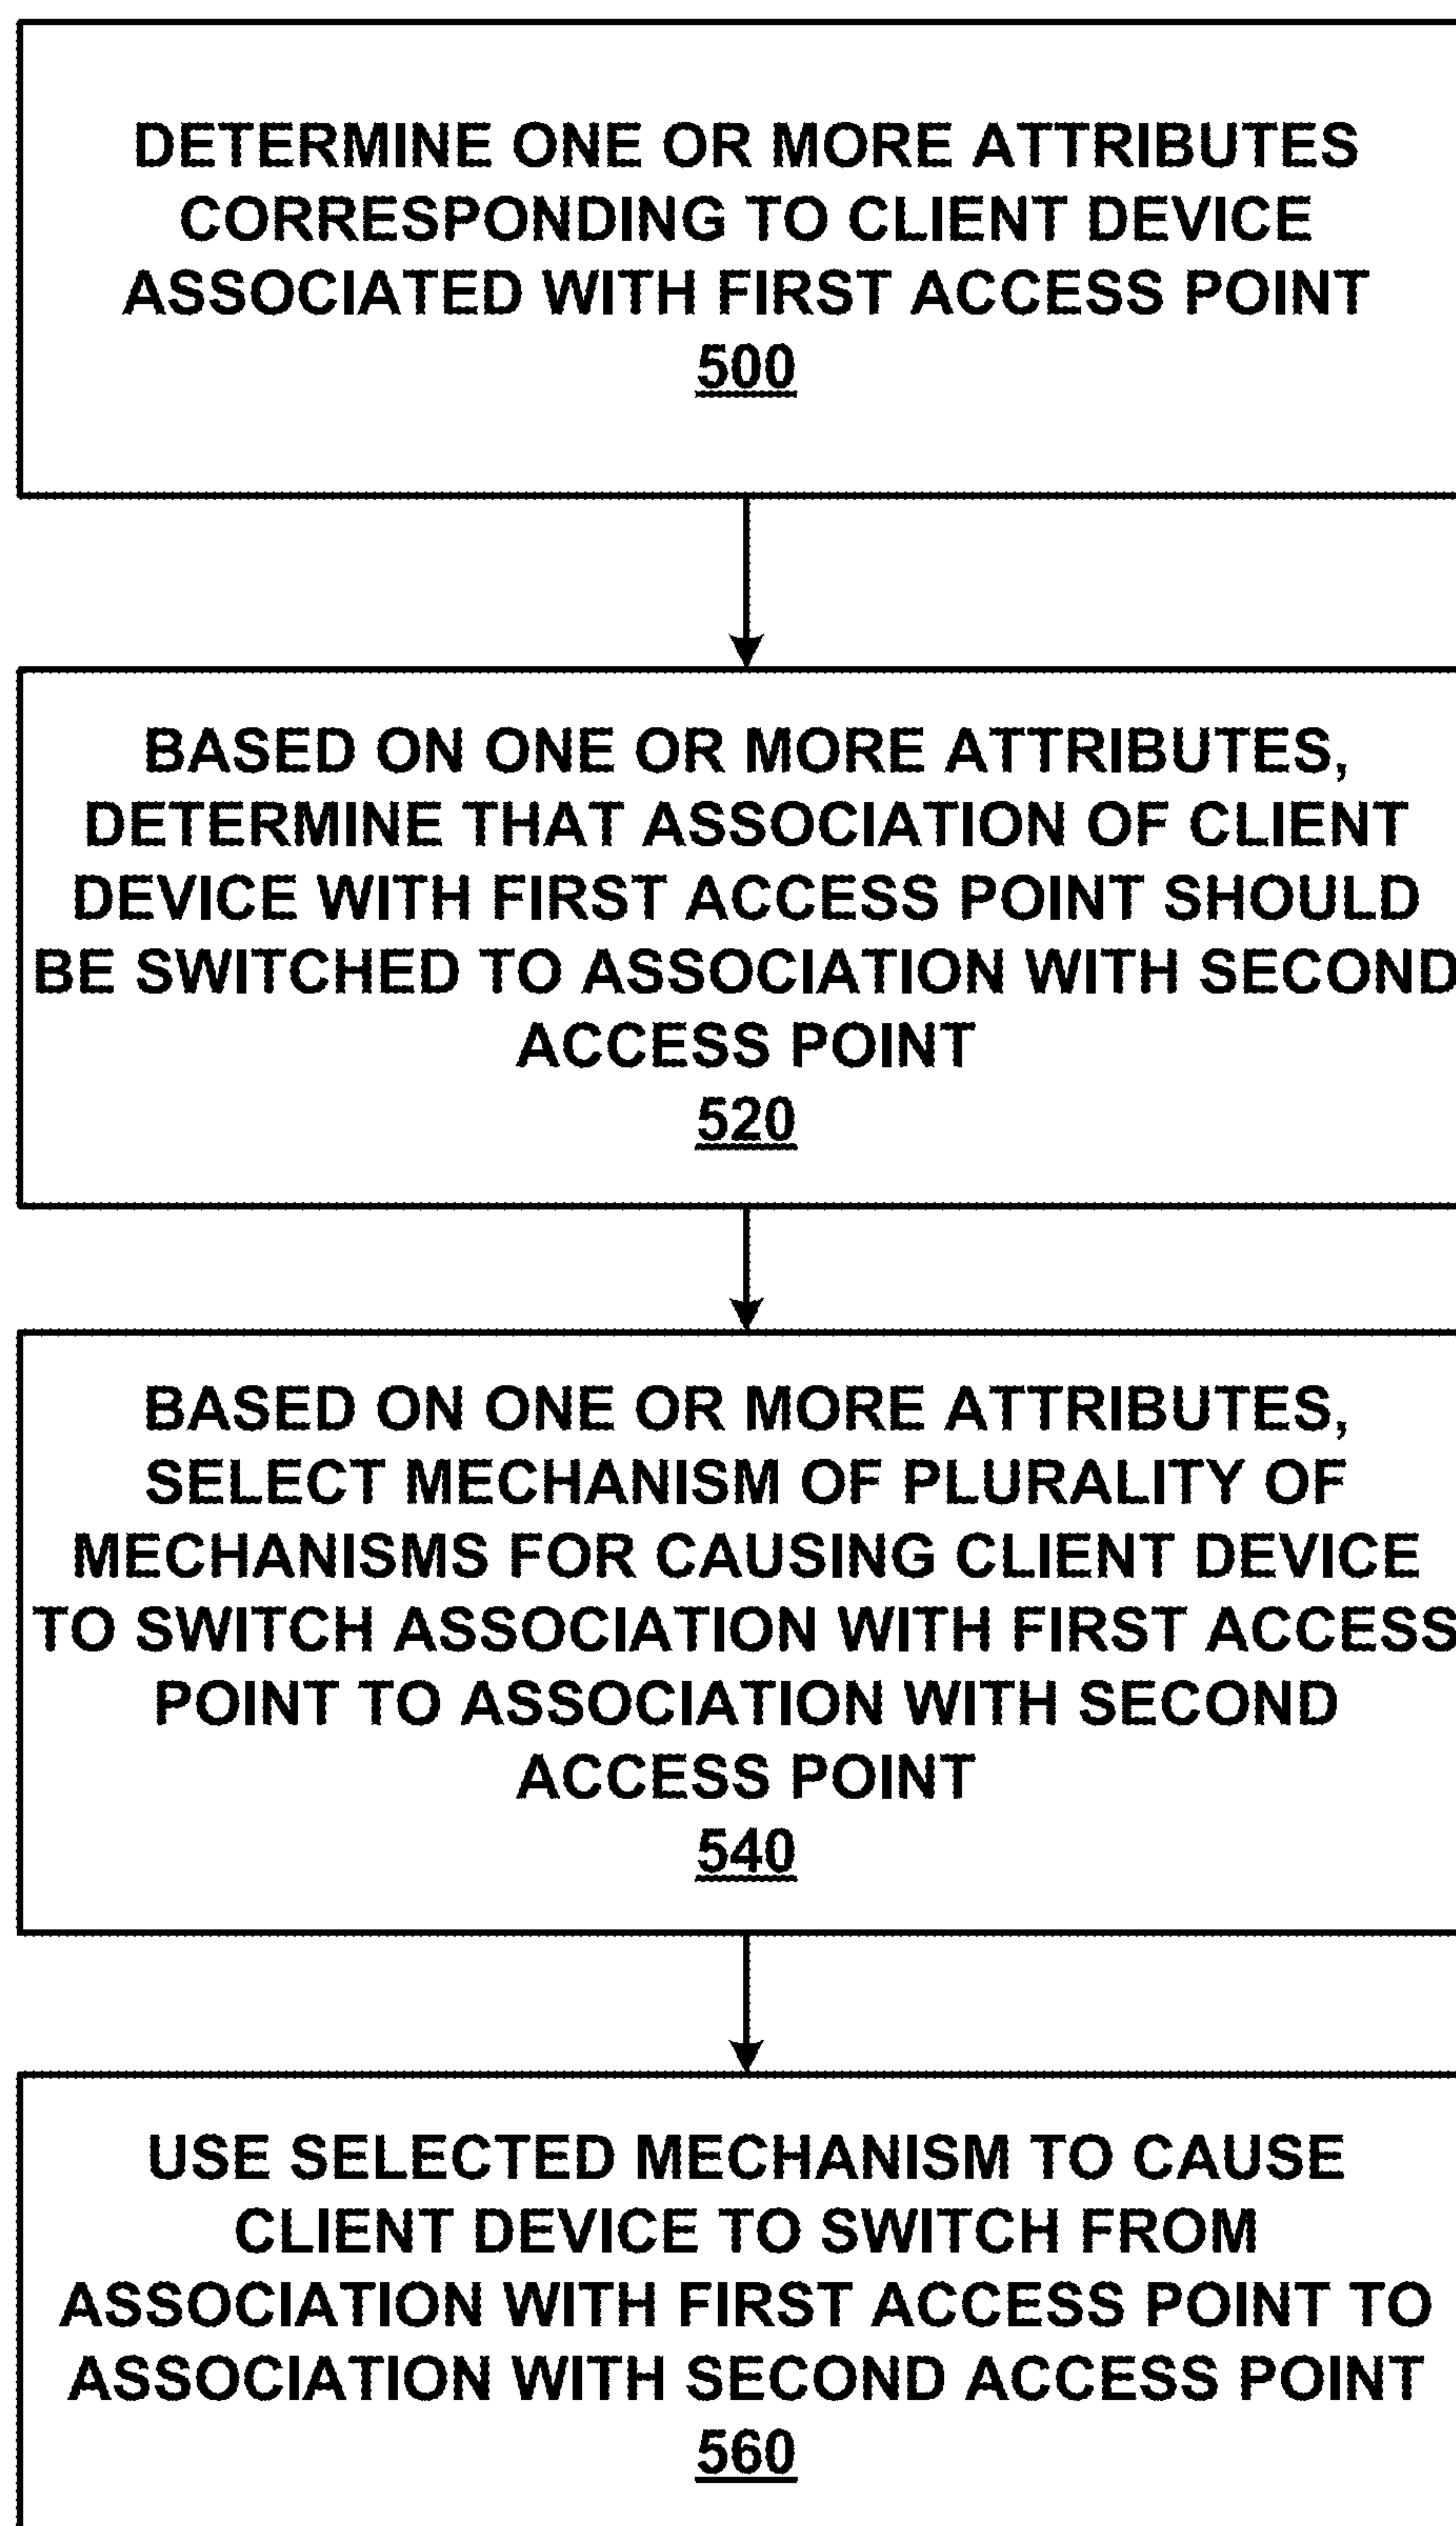 DETERMINE ONE OR MORE ATTRIBUTES
CORRESPONDING TO CLIENT DEVICE
ASSOCIATED WITH FIRST ACCESS POINT
500
BASED ON ONE OR MORE ATTRIBUTES,
DETERMINE THAT ASSOCIATION OF CLIENT
DEVICE WITH FIRST ACCESS POINT SHOULD
BE SWITCHED TO ASSOCIATION WITH SECOND
ACCESS POINT
520
BASED ON ONE OR MORE ATTRIBUTES,
SELECT MECHANISM OF PLURALITY OF
MECHANISMS FOR CAUSING CLIENT DEVICE
TO SWITCH ASSOCIATION WITH FIRST ACCESS
POINT TO ASSOCIATION WITH SECOND
ACCESS POINT
540
USE SELECTED MECHANISM TO CAUSE
CLIENT DEVICE TO SWITCH FROM
ASSOCIATION WITH FIRST ACCESS POINT TO
ASSOCIATION WITH SECOND ACCESS POINT
560